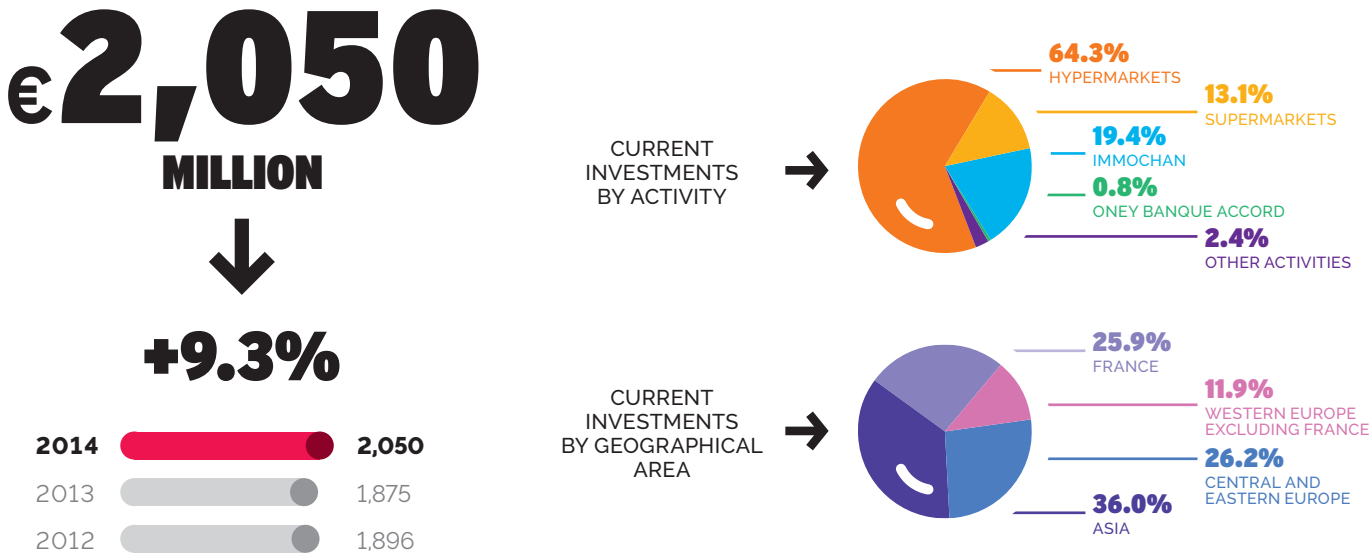 €2,050
MILLION
+9.3%
2014 2,050
2013 1,875
2012 1,896
CURRENT
INVESTMENTS
BY ACTIVITY
64.3%
HYPERMARKETS
13.1%
SUPERMARKETS
19.4%
IMMOCHAN
0.8%
ONEY BANQUE ACCORD
2.4%
OTHER ACTIVITIES
CURRENT
INVESTMENTS
BY GEOGRAPHICAL
AREA
25.9%
FRANCE
11.9%
WESTERN EUROPE
EXCLUDING FRANCE
26.2%
CENTRAL AND
EASTERN EUROPE
36.0%
ASIA